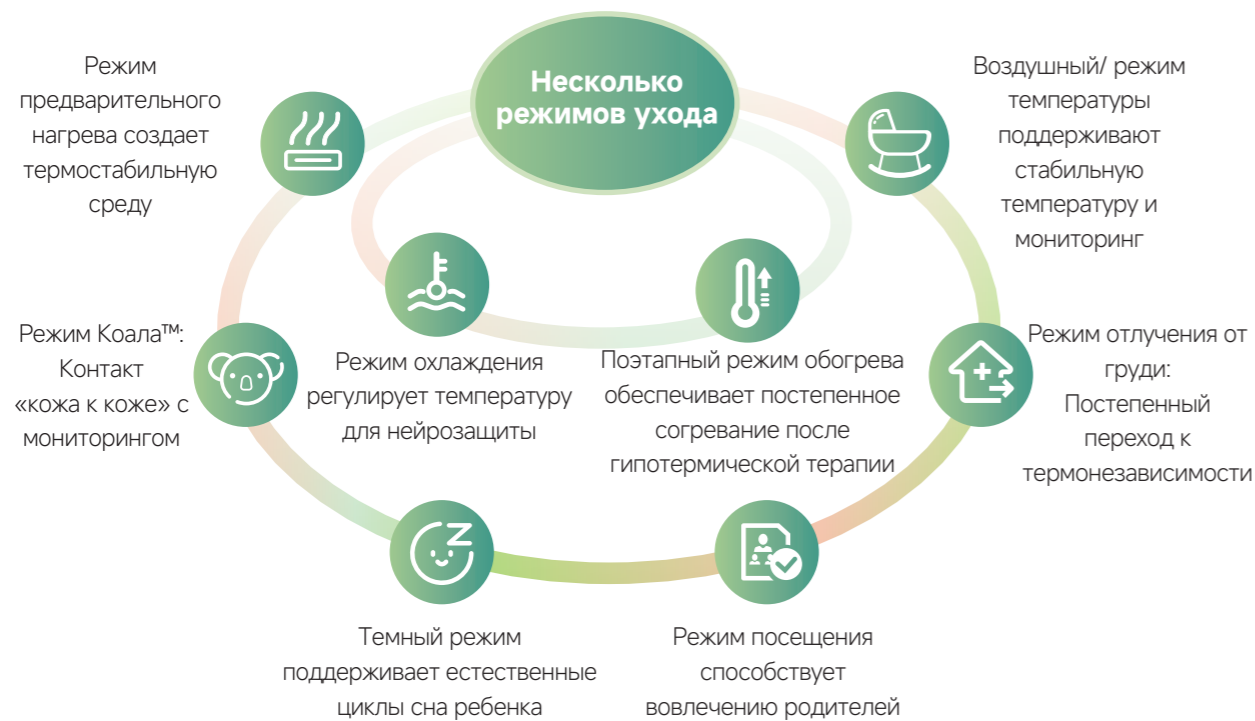 Несколько
режимов ухода
Режим
предварительного
нагрева создает
термостабильную
среду
Воздушный/ режим
температуры
поддерживают
стабильную
температуру и
мониторинг
Режим Коала™:
Контакт
«кожа к коже» с
мониторингом
Режим охлаждения
регулирует температуру
для нейрозащиты
Поэтапный режим обогрева
обеспечивает постепенное
согревание после
гипотермической терапии
Режим отлучения от
груди:
Постепенный
переход к
термонезависимости
Темный режим
поддерживает естественные
циклы сна ребенка
Режим посещения
способствует
вовлечению родителей